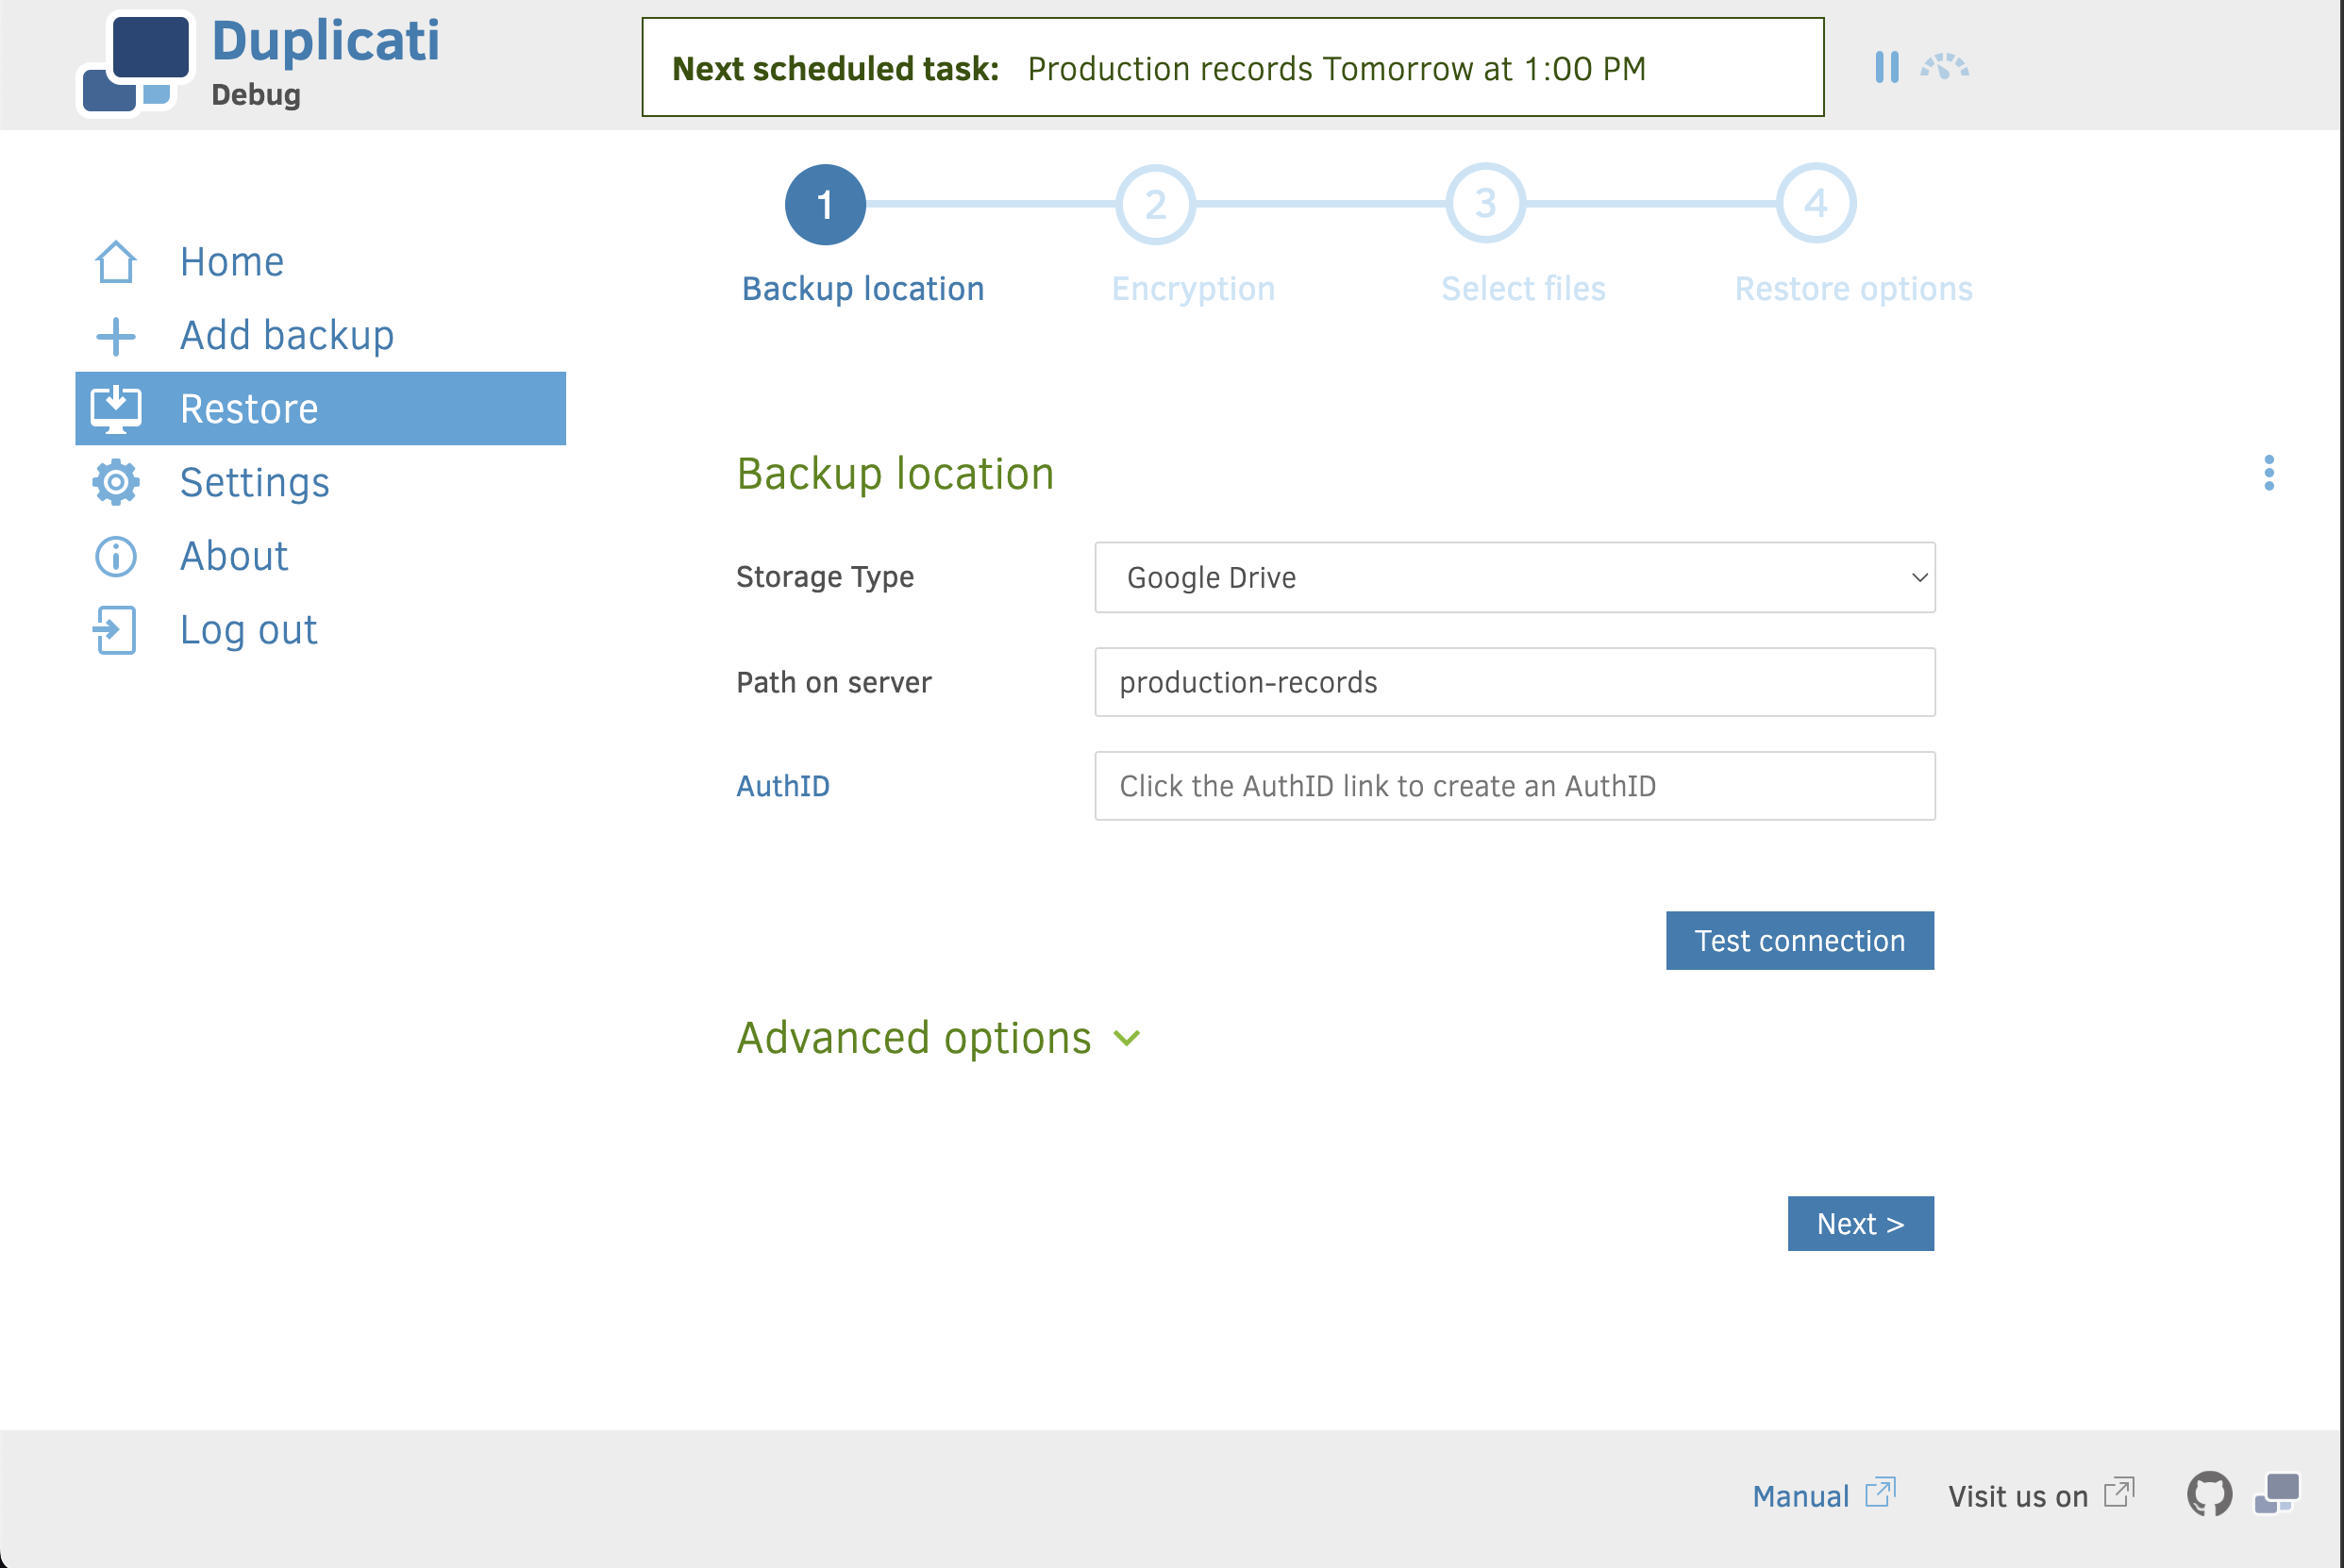 Duplicati
Debug
Next scheduled task: Production records Tomorrow at 1:00 PM
1
2
3
4
Backup location
Encryption
Select files
Restore options
Home
Add backup
Restore
Settings
About
Log out
Backup location
Storage Type
Google Drive
Path on server
production-records
AuthID
Click the AuthID link to create an AuthID
Test connection
Advanced options
Next >
Manual
Visit us on